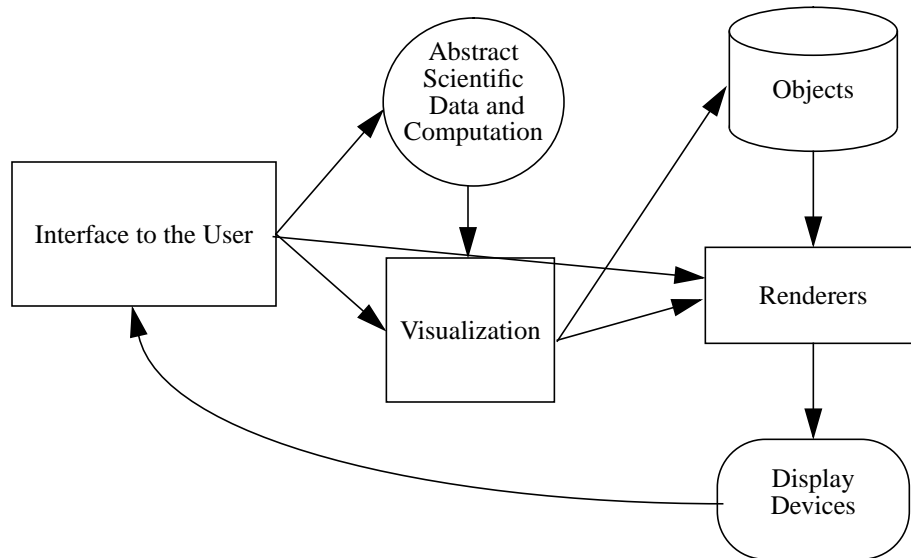 Abstract
Scientific
Data and
Computation
Objects
Interface to the User
Renderers
Visualization
Display
Devices